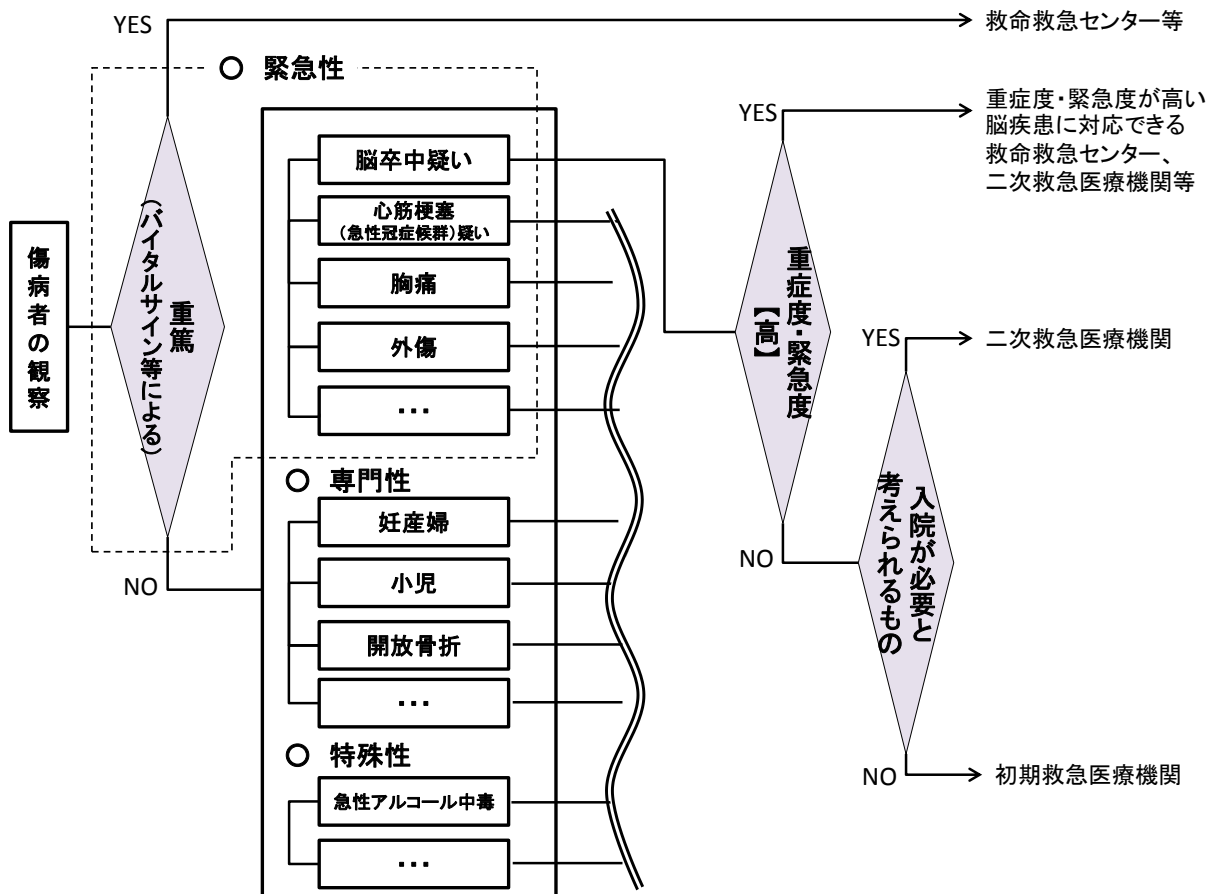 YES
救命救急センター等
○ 緊急性
YES
重症度・緊急度が高い
脳疾患に対応できる
救命救急センター、
二次救急医療機関等
傷病者の観察
重篤
（バイタルサイン等による）
脳卒中疑い
心筋梗塞
（急性冠症候群）疑い
胸痛
外傷
・・・
重症度・緊急度
【高】
YES
二次救急医療機関
○ 専門性
妊産婦
小児
開放骨折
・・・
NO
NO
入院が必要と
考えられるもの
○ 特殊性
急性アルコール中毒
・・・
NO
初期救急医療機関